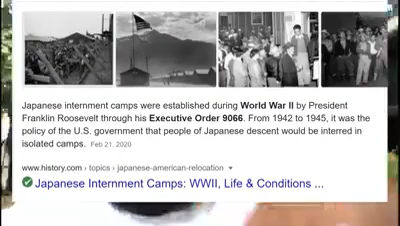 Japanese internment camps were established during World War II by President
Franklin Roosevelt through his Executive Order 9066. From 1942 to 1945, it was the
policy of the U.S. government that people of Japanese descent would be interred in
isolated camps. Feb 21, 2020
www.history.com › topics › japanese-american-relocation
Japanese Internment Camps: WWII, Life & Conditions ...